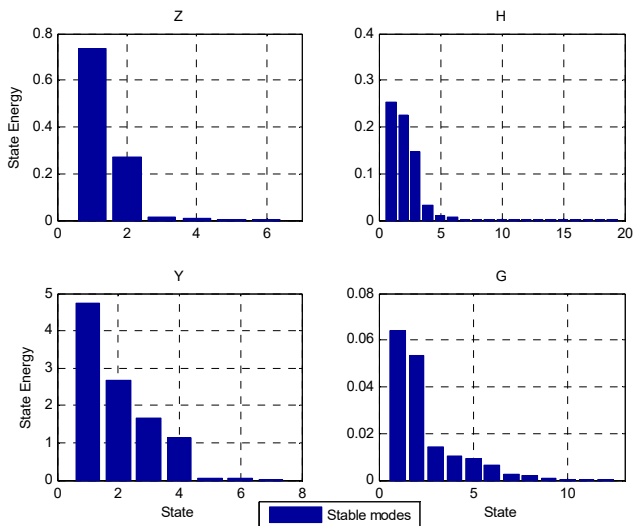 Z
H
0.8
0.6
0.4
0.2
0
State Energy
0 2 4 6
0.4
0.3
0.2
0.1
0
0 5 10 15 20
Y
G
5
4
3
2
1
0
State Energy
0 2 4 6 8
State
0.08
0.06
0.04
0.02
0
0 5 10
State
Stable modes